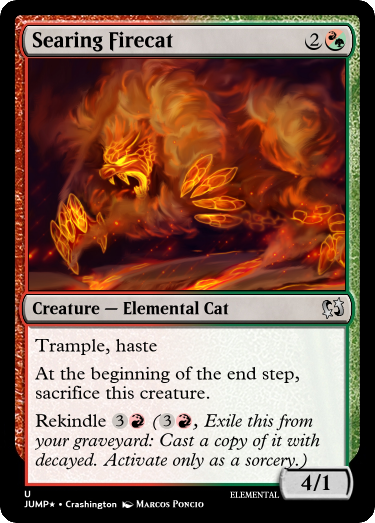 Searing Firecat 2
Creature — Elemental Cat
Trample, haste
At the beginning of the end step,
sacrifice this creature.
Rekindle 3 (3, Exile this from
your graveyard: Cast a copy of it with
decayed. Activate only as a sorcery.)
4/1
U ELEMENTAL
JUMP★ • Crashington Marcos Poncio